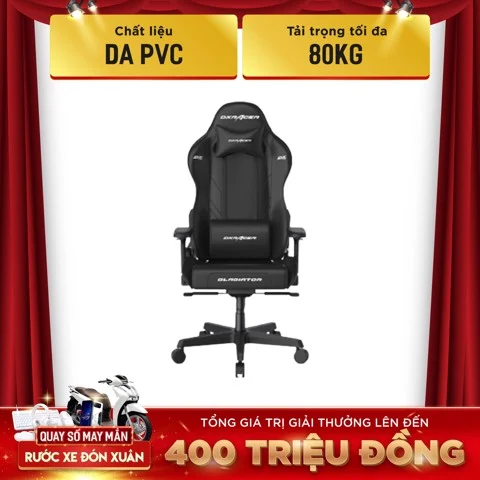 Chất liệu
DA PVC
Tải trọng tối đa
80KG
DXRACER
DXRACER
GLADIATOR
QUAY SỐ MAY MẮN
RƯỚC XE ĐÓN XUÂN
TỔNG GIÁ TRỊ GIẢI THƯỞNG LÊN ĐẾN
400 TRIỆU ĐỒNG